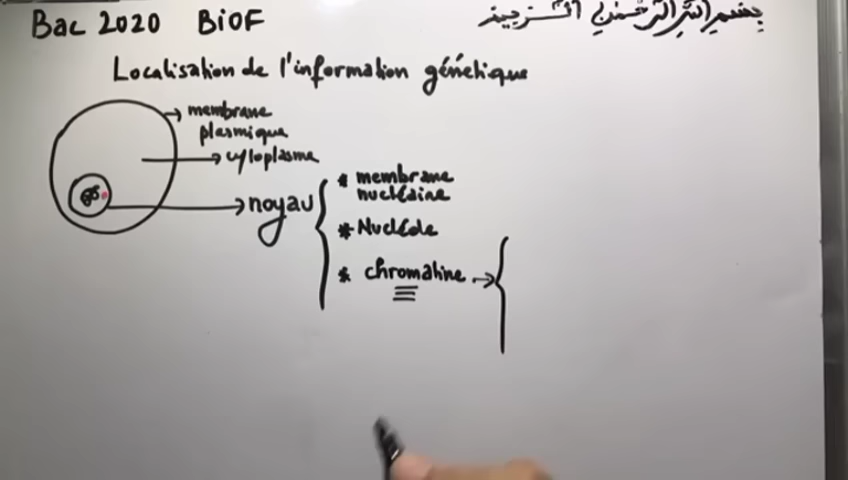 Bac 2020 BiOF
بسم الله الرحمن الرحيم
Localisation de l'information génétique
→ membrane
plasmique
→ cytoplasme
→ noyau
* membrane
nucléaire
* Nucléole
* chromatine →